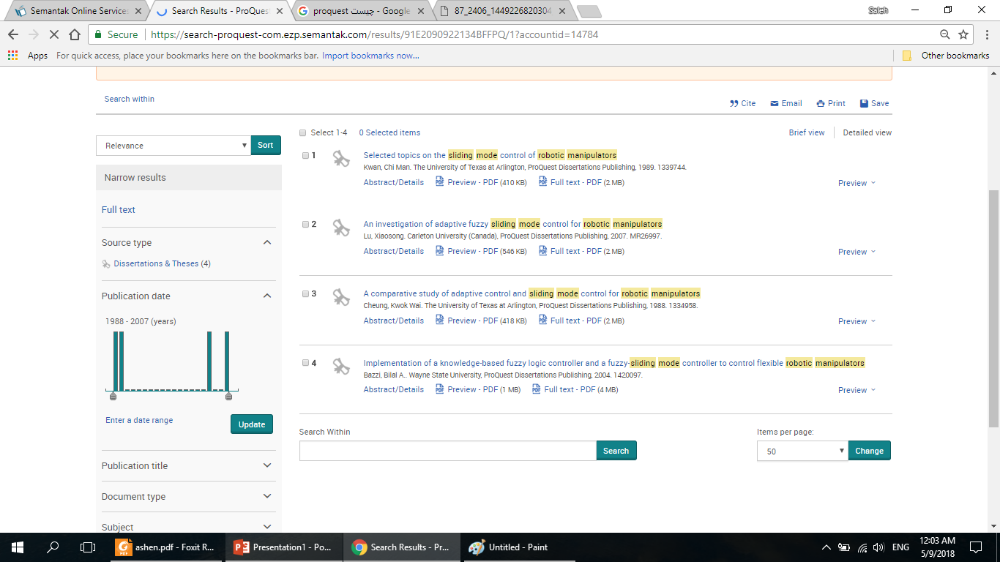 Semantak Online Services
Search Results - ProQuest
proquest چیست - Google
87_2406_1449226820304
Saleh
Secure
https://search-proquest-com.ezp.semantak.com/results/91E2090922134BFFPQ/1?accountid=14784
Apps For quick access, place your bookmarks here on the bookmarks bar. Import bookmarks now...
Other bookmarks
Search within
Cite Email Print Save
Relevance Sort
Narrow results
Full text
Source type
Dissertations & Theses (4)
Publication date
1988 - 2007 (years)
Enter a date range Update
Publication title
Document type
Subject
Select 1-4 0 Selected items
Brief view Detailed view
1 Selected topics on the sliding mode control of robotic manipulators
Kwan, Chi Man. The University of Texas at Arlington, ProQuest Dissertations Publishing, 1989. 1339744.
Abstract/Details PDF Preview - PDF (410 KB) PDF Full text - PDF (2 MB) Preview
2 An investigation of adaptive fuzzy sliding mode control for robotic manipulators
Lu, Xiaosong. Carleton University (Canada), ProQuest Dissertations Publishing, 2007. MR26997.
Abstract/Details PDF Preview - PDF (546 KB) PDF Full text - PDF (2 MB) Preview
3 A comparative study of adaptive control and sliding mode control for robotic manipulators
Cheung, Kwok Wai. The University of Texas at Arlington, ProQuest Dissertations Publishing, 1988. 1334958.
Abstract/Details PDF Preview - PDF (418 KB) PDF Full text - PDF (2 MB) Preview
4 Implementation of a knowledge-based fuzzy logic controller and a fuzzy-sliding mode controller to control flexible robotic manipulators
Bazzi, Bilal A.. Wayne State University, ProQuest Dissertations Publishing, 2004. 1420097.
Abstract/Details PDF Preview - PDF (1 MB) PDF Full text - PDF (4 MB) Preview
Search Within
Search
Items per page:
50 Change
ashen.pdf - Foxit R...
Presentation1 - Po...
Search Results - Pr...
Untitled - Paint
ENG
12:03 AM
5/9/2018